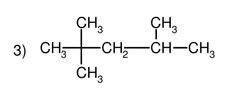 CH₃ CH₃
3) CH₃ CH₂ CH CH₃
CH₃